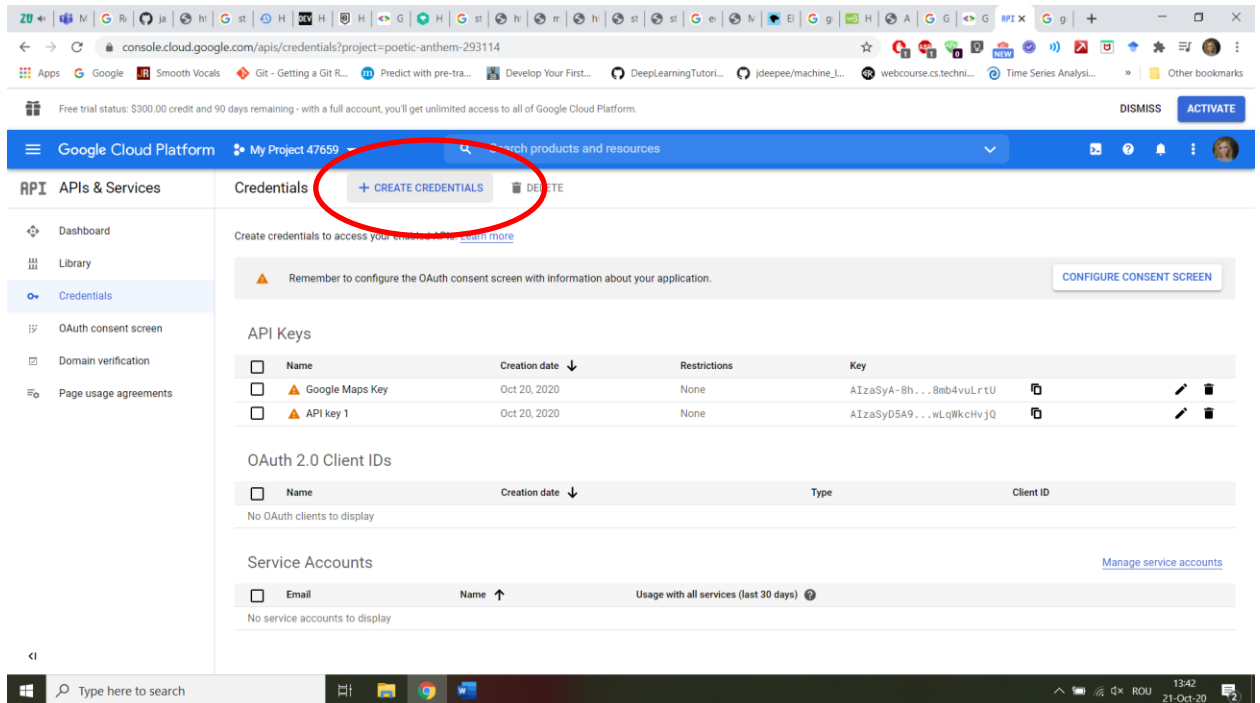 console.cloud.google.com/apis/credentials?project=poetic-anthem-293114
Apps Google Smooth Vocals Git - Getting a Git R... Predict with pre-tra... Develop Your First... DeepLearningTutori... jdeepee/machine_l... webcourse.cs.techni... Time Series Analysi... » Other bookmarks
Free trial status: $300.00 credit and 90 days remaining - with a full account, you'll get unlimited access to all of Google Cloud Platform. DISMISS ACTIVATE
Google Cloud Platform My Project 47659 Search products and resources
API APIs & Services Credentials + CREATE CREDENTIALS DELETE
Dashboard
Library
Credentials
OAuth consent screen
Domain verification
Page usage agreements
Create credentials to access your enabled APIs. Learn more
Remember to configure the OAuth consent screen with information about your application. CONFIGURE CONSENT SCREEN
API Keys
Name Creation date Restrictions Key
Google Maps Key Oct 20, 2020 None AIzaSyA-8h...8mb4vuLrtU
API key 1 Oct 20, 2020 None AIzaSyD5A9...wLqWkcHvjQ
OAuth 2.0 Client IDs
Name Creation date Type Client ID
No OAuth clients to display
Service Accounts Manage service accounts
Email Name Usage with all services (last 30 days)
No service accounts to display
Type here to search ROU 13:42
21-Oct-20